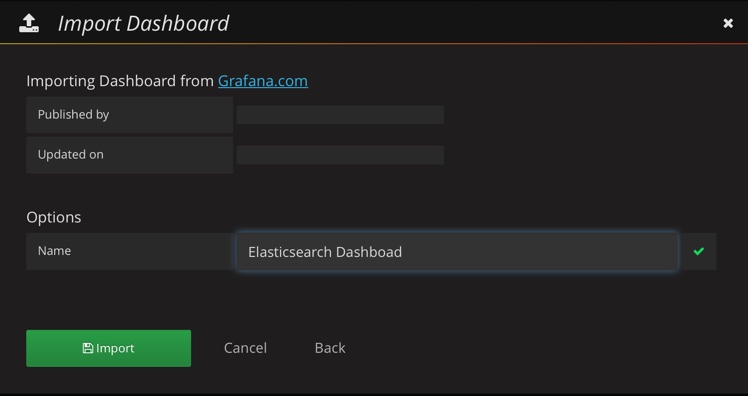 Import Dashboard
Importing Dashboard from Grafana.com
Published by
Updated on
Options
Name Elasticsearch Dashboad
Import Cancel Back